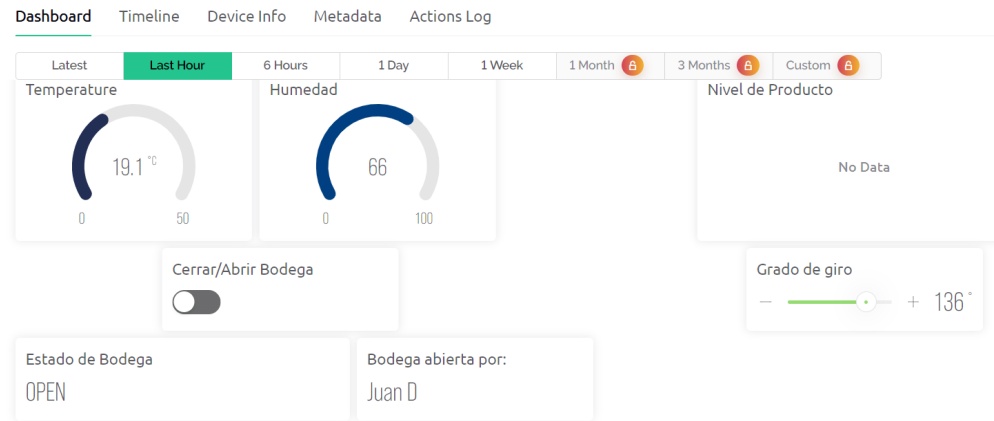 Dashboard Timeline Device Info Metadata Actions Log
Latest Last Hour 6 Hours 1 Day 1 Week 1 Month 3 Months Custom
Temperature Humedad Nivel de Producto
19.1 °C 66 No Data
0 50 0 100
Cerrar/Abrir Bodega Grado de giro
− + 136 °
Estado de Bodega Bodega abierta por:
OPEN Juan D